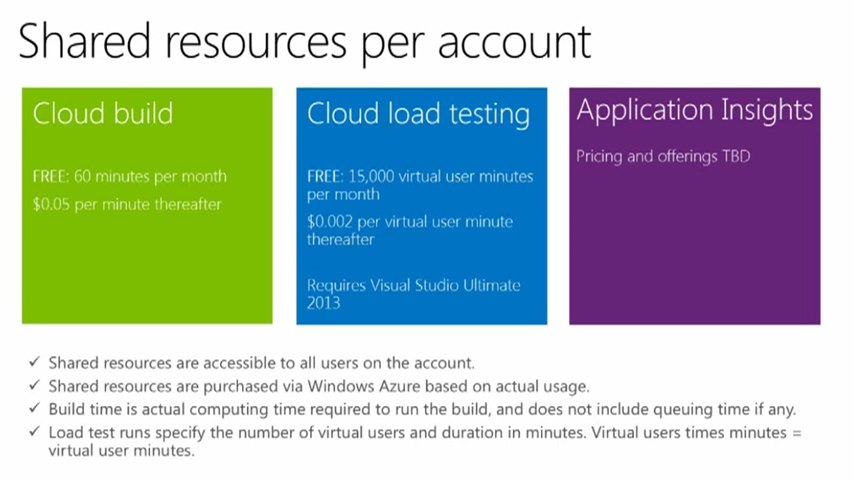 Shared resources per account
Cloud build
FREE: 60 minutes per month
$0.05 per minute thereafter
Cloud load testing
FREE: 15,000 virtual user minutes
per month
$0.002 per virtual user minute
thereafter
Requires Visual Studio Ultimate
2013
Application Insights
Pricing and offerings TBD
✓ Shared resources are accessible to all users on the account.
✓ Shared resources are purchased via Windows Azure based on actual usage.
✓ Build time is actual computing time required to run the build, and does not include queuing time if any.
✓ Load test runs specify the number of virtual users and duration in minutes. Virtual users times minutes =
virtual user minutes.